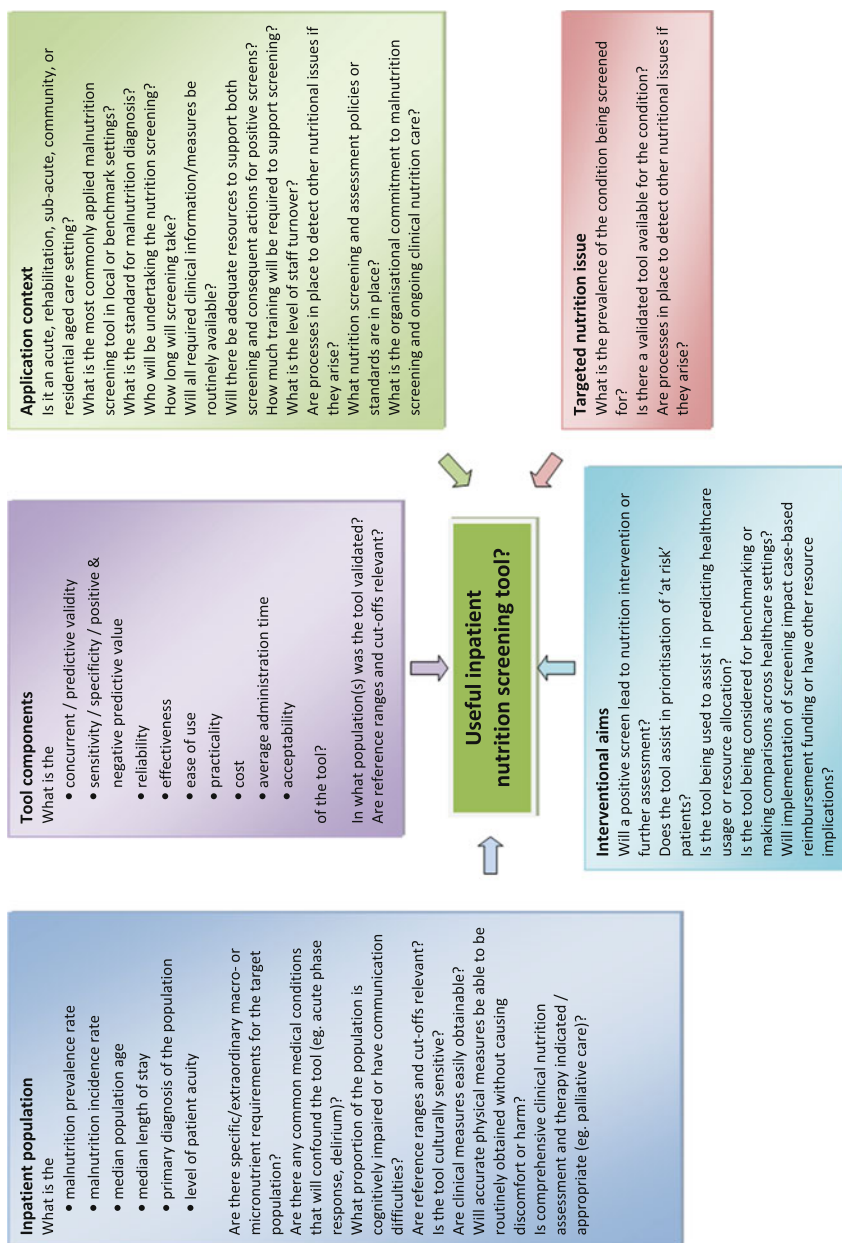 Inpatient population
What is the
• malnutrition prevalence rate
• malnutrition incidence rate
• median population age
• median length of stay
• primary diagnosis of the population
• level of patient acuity
Are there specific/extraordinary macro- or
micronutrient requirements for the target
population?
Are there any common medical conditions
that will confound the tool (eg. acute phase
response, delirium)?
What proportion of the population is
cognitively impaired or have communication
difficulties?
Are reference ranges and cut-offs relevant?
Is the tool culturally sensitive?
Are clinical measures easily obtainable?
Will accurate physical measures be able to be
routinely obtained without causing
discomfort or harm?
Is comprehensive clinical nutrition
assessment and therapy indicated /
appropriate (eg. palliative care)?
Tool components
What is the
• concurrent / predictive validity
• sensitivity / specificity / positive &
negative predictive value
• reliability
• effectiveness
• ease of use
• practicality
• cost
• average administration time
• acceptability
of the tool?
In what population(s) was the tool validated?
Are reference ranges and cut-offs relevant?
Application context
Is it an acute, rehabilitation, sub-acute, community, or
residential aged care setting?
What is the most commonly applied malnutrition
screening tool in local or benchmark settings?
What is the standard for malnutrition diagnosis?
Who will be undertaking the nutrition screening?
How long will screening take?
Will all required clinical information/measures be
routinely available?
Will there be adequate resources to support both
screening and consequent actions for positive screens?
How much training will be required to support screening?
What is the level of staff turnover?
Are processes in place to detect other nutritional issues if
they arise?
What nutrition screening and assessment policies or
standards are in place?
What is the organisational commitment to malnutrition
screening and ongoing clinical nutrition care?
Useful inpatient
nutrition screening tool?
Interventional aims
Will a positive screen lead to nutrition intervention or
further assessment?
Does the tool assist in prioritisation of ‘at risk’
patients?
Is the tool being used to assist in predicting healthcare
usage or resource allocation?
Is the tool being considered for benchmarking or
making comparisons across healthcare settings?
Will implementation of screening impact case-based
reimbursement funding or have other resource
implications?
Targeted nutrition issue
What is the prevalence of the condition being screened
for?
Is there a validated tool available for the condition?
Are processes in place to detect other nutritional issues if
they arise?